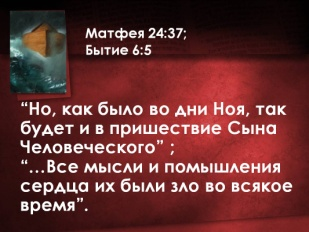 Матфея 24:37;
Бытие 6:5
“Но, как было во дни Ноя, так
будет и в пришествие Сына
Человеческого” ;
“…Все мысли и помышления
сердца их были зло во всякое
время”.